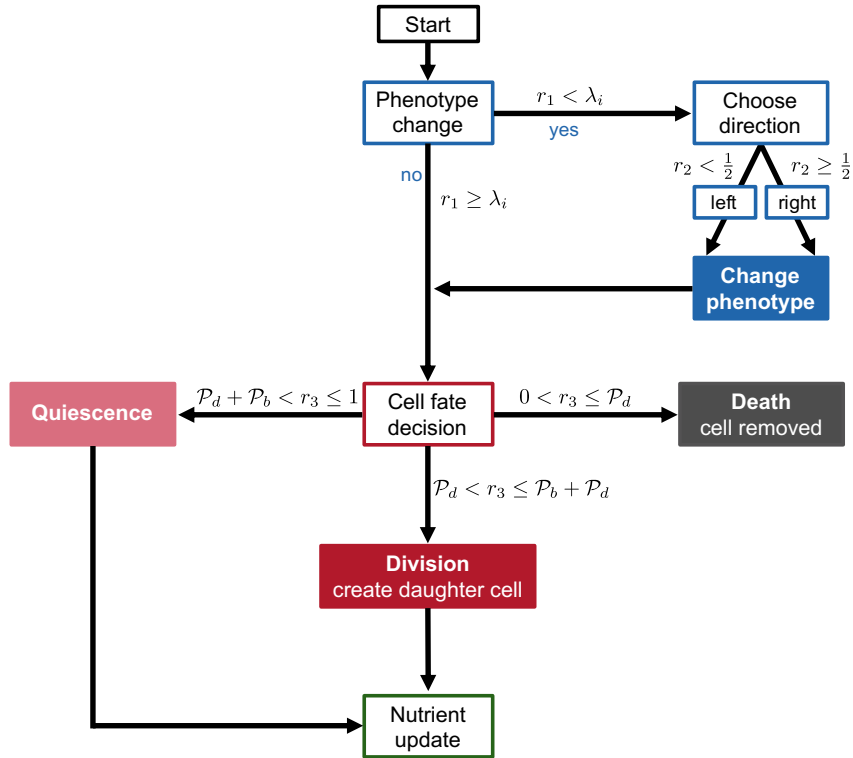 Start
Phenotype
change
r₁ < λᵢ
yes
Choose
direction
no
r₁ ≥ λᵢ
r₂ < 1/2
r₂ ≥ 1/2
left
right
Change
phenotype
Quiescence
𝒫_d + 𝒫_b < r₃ ≤ 1
Cell fate
decision
0 < r₃ ≤ 𝒫_d
Death
cell removed
𝒫_d < r₃ ≤ 𝒫_b + 𝒫_d
Division
create daughter cell
Nutrient
update